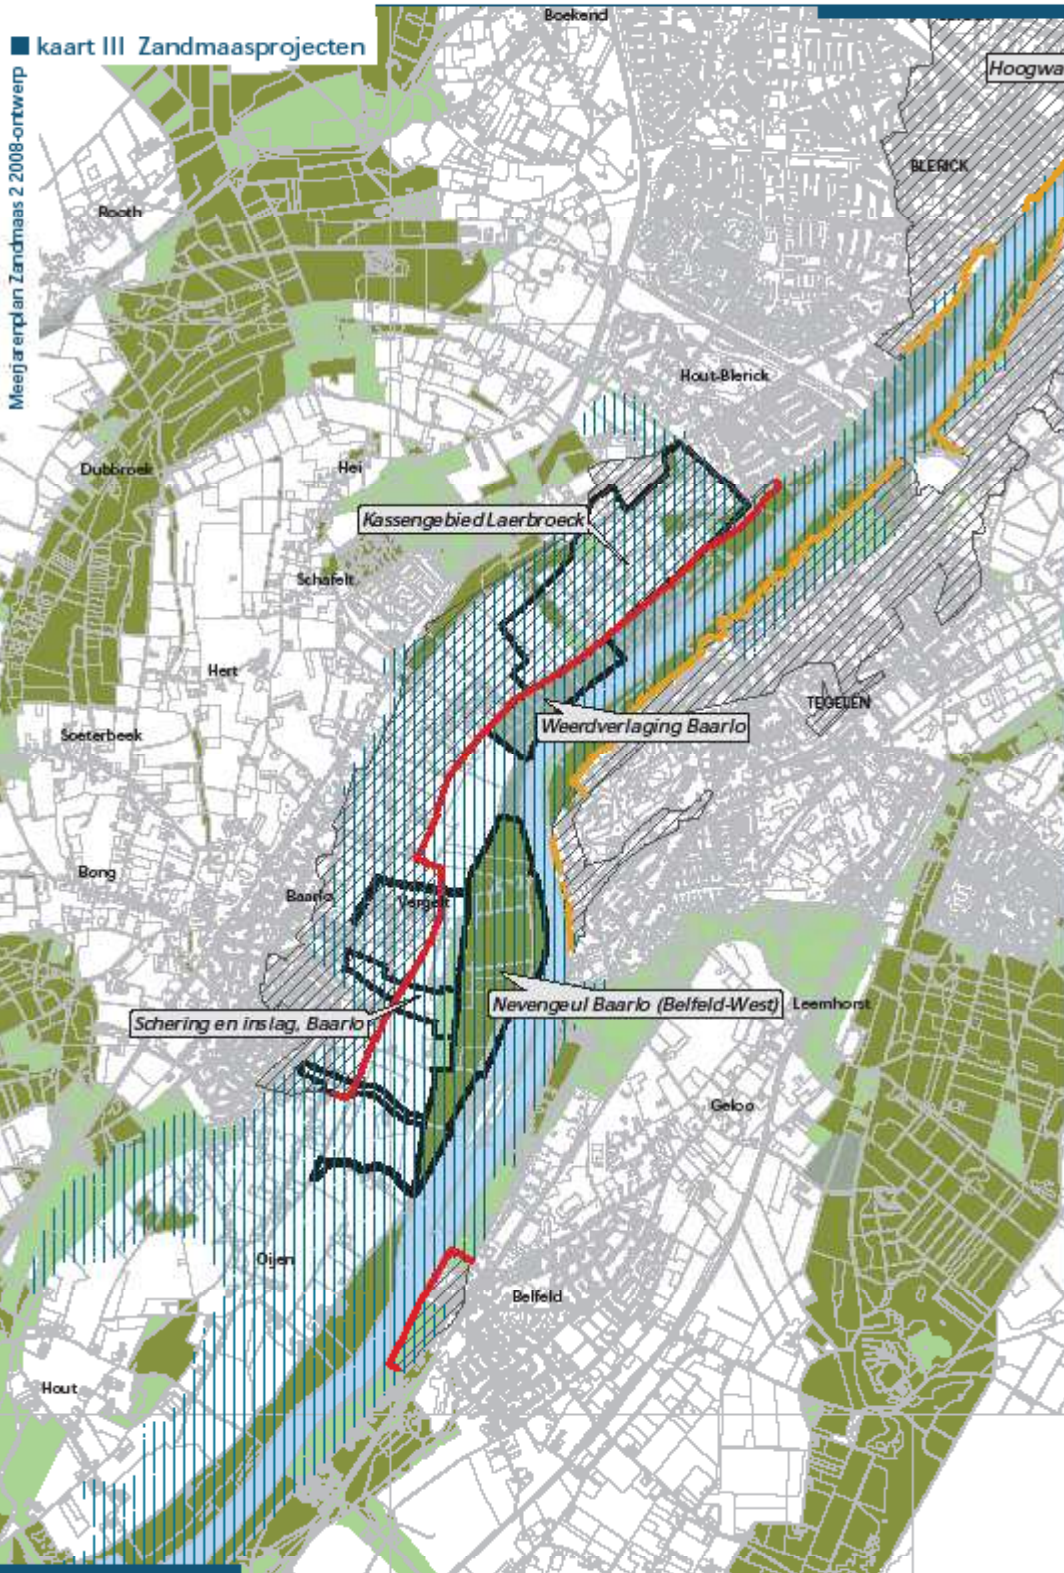 kaart III Zandmaasprojecten
Meerjarenplan Zandmaas 2 2008-ontwerp
Boekend
Hoogwa
BLERICK
Rooth
Hout-Blerick
Dubbroek
Hei
Kassengebied Laerbroeck
Schafelt
Hert
TEGELEN
Soeterbeek
Weerdverlaging Baarlo
Bong
Baarlo
Vergelt
Nevengeul Baarlo (Belfeld-West)
Leemhorst
Schering en inslag, Baarlo
Geloo
Oijen
Belfeld
Hout